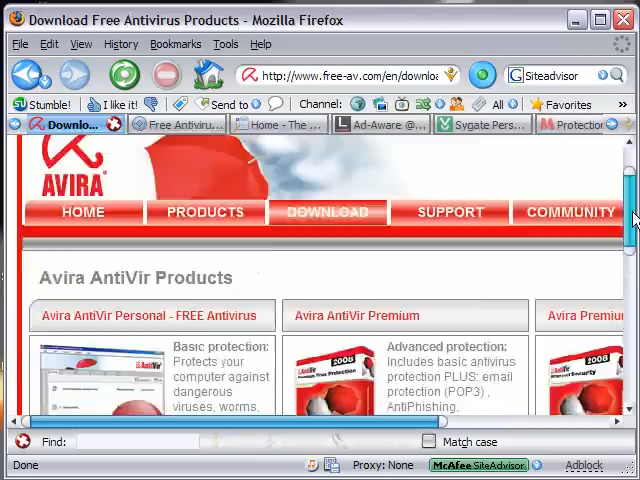 Download Free Antivirus Products - Mozilla Firefox
File Edit View History Bookmarks Tools Help
http://www.free-av.com/en/downloa
Siteadvisor
Stumble! I like it! Send to Channel: All Favorites »
Downlo... Free Antiviru... Home - The ... Ad-Aware @... Sygate Pers... Protection
AVIRA
HOME PRODUCTS DOWNLOAD SUPPORT COMMUNITY
Avira AntiVir Products
Avira AntiVir Personal - FREE Antivirus Avira AntiVir Premium Avira Premiu
Basic protection:
Protects your
computer against
dangerous
viruses, worms,
Advanced protection:
Includes basic antivirus
protection PLUS: email
protection (POP3) ,
AntiPhishing,
2008
2008
Find: Match case
Done Proxy: None McAfee SiteAdvisor Adblock